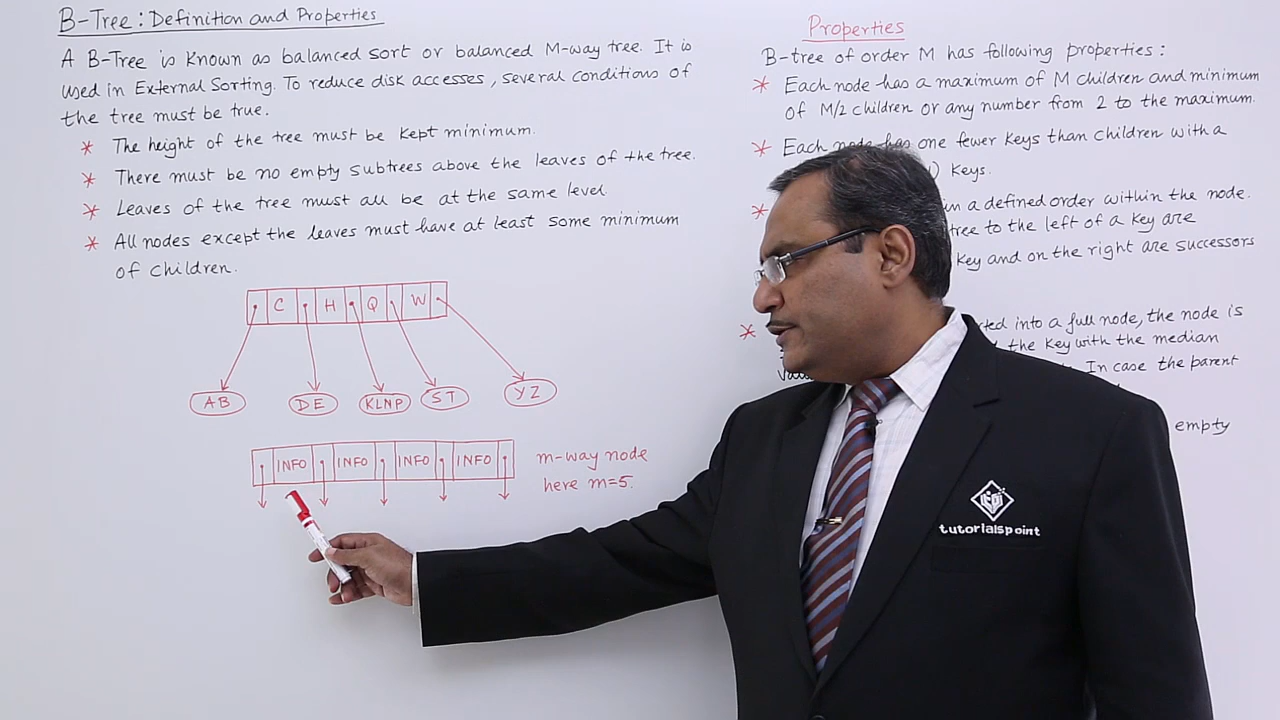 B-Tree: Definition and Properties
A B-Tree is known as balanced sort or balanced M-way tree. It is
used in External Sorting. To reduce disk accesses, several conditions of
the tree must be true.
* The height of the tree must be kept minimum.
* There must be no empty subtrees above the leaves of the tree.
* Leaves of the tree must all be at the same level
* All nodes except the leaves must have at least some minimum
of children.
C H Q W
AB DE KLNP ST YZ
INFO INFO INFO INFO
m-way node
here m=5.
Properties
B-tree of order M has following properties:
* Each node has a maximum of M children and minimum
of M/2 children or any number from 2 to the maximum.
* Each node has one fewer keys than children with a
) keys.
* in a defined order within the node.
tree to the left of a key are
key and on the right are successors
* ted into a full node, the node is
the key with the median
In case the parent
empty
tutorialspoint